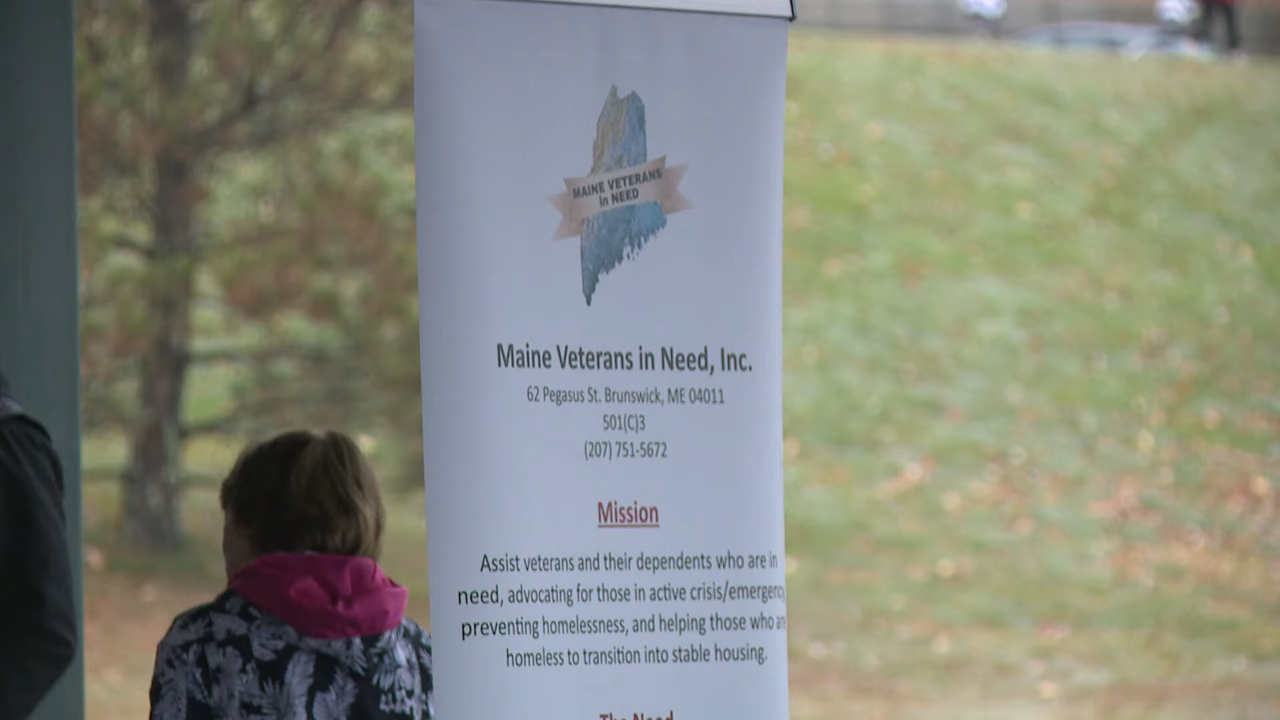 MAINE VETERANS
in NEED
Maine Veterans in Need, Inc.
62 Pegasus St. Brunswick, ME 04011
501(C)3
(207) 751-5672
Mission
Assist veterans and their dependents who are in
need, advocating for those in active crisis/emergency
preventing homelessness, and helping those who are
homeless to transition into stable housing.
The Need